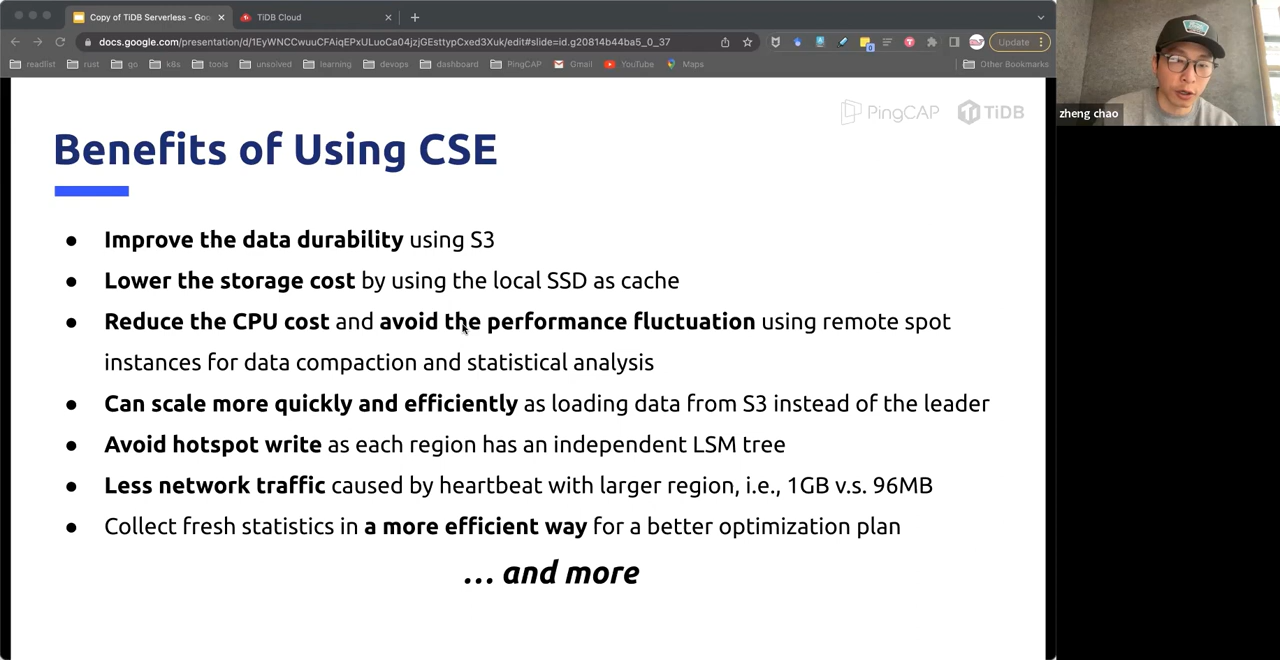 Copy of TiDB Serverless - Goo
TiDB Cloud
docs.google.com/presentation/d/1EyWNCCwuuCFAiqEPxULuoCa04jzjGEsttypCxed3Xuk/edit#slide=id.g20814b44ba5_0_37
Update
readlist
rust
go
k8s
tools
unsolved
learning
devops
dashboard
PingCAP
Gmail
YouTube
Maps
Other Bookmarks
zheng chao
PingCAP
TiDB
Benefits of Using CSE
● Improve the data durability using S3
● Lower the storage cost by using the local SSD as cache
● Reduce the CPU cost and avoid the performance fluctuation using remote spot
instances for data compaction and statistical analysis
● Can scale more quickly and efficiently as loading data from S3 instead of the leader
● Avoid hotspot write as each region has an independent LSM tree
● Less network traffic caused by heartbeat with larger region, i.e., 1GB v.s. 96MB
● Collect fresh statistics in a more efficient way for a better optimization plan
... and more